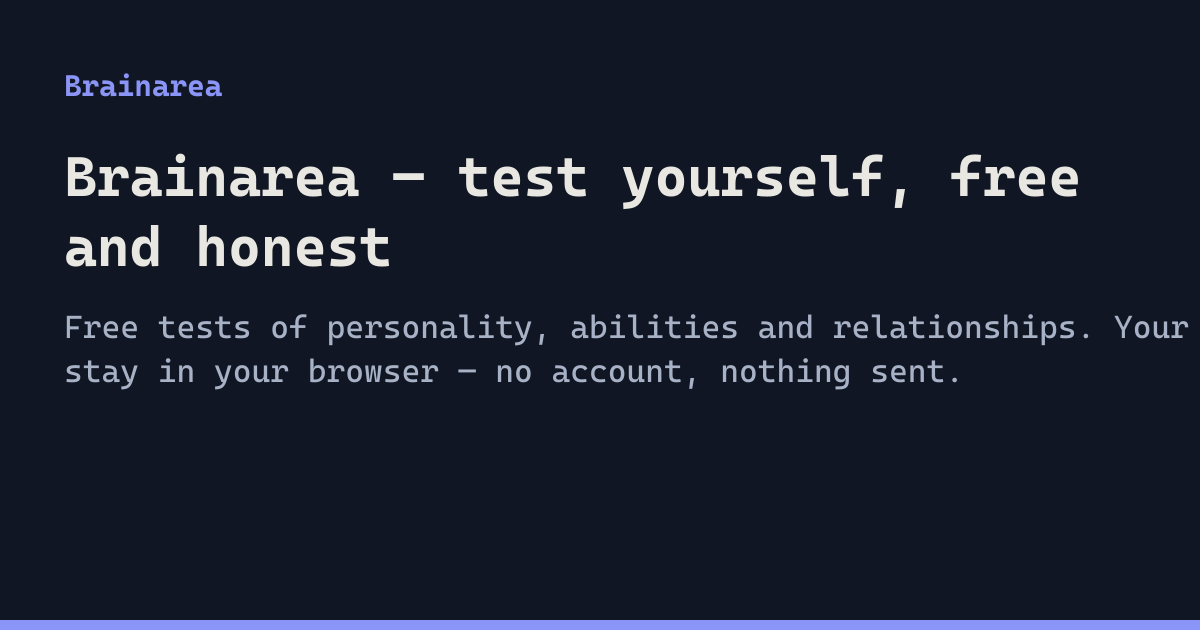 Brainarea
Brainarea — test yourself, free
and honest
Free tests of personality, abilities and relationships. Your
stay in your browser — no account, nothing sent.